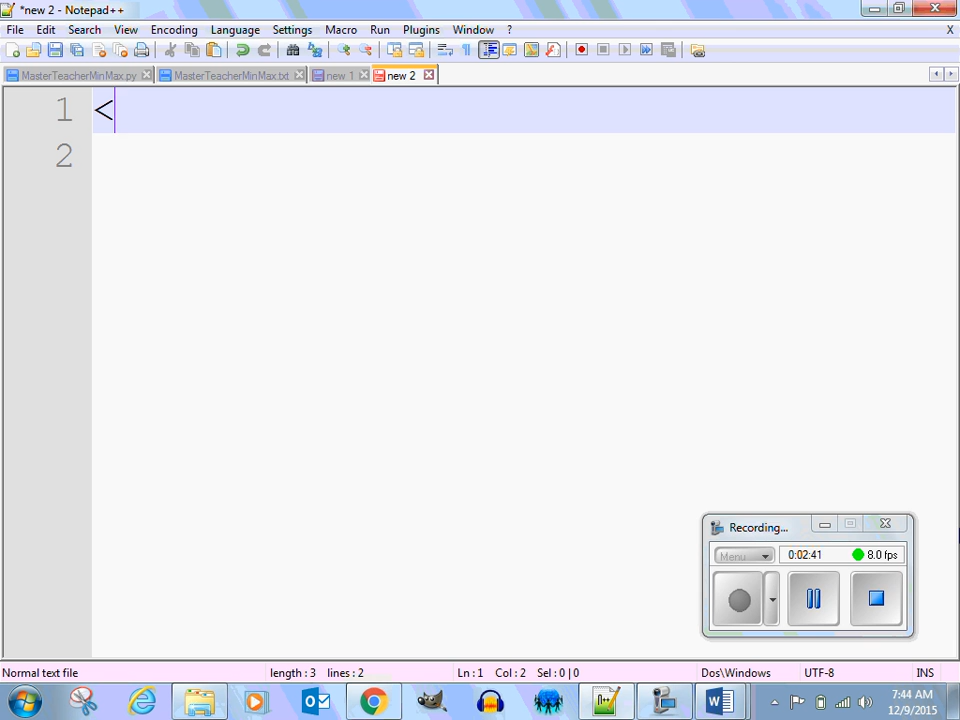 *new 2 - Notepad++
File Edit Search View Encoding Language Settings Macro Run Plugins Window ? X
MasterTeacherMinMax.py MasterTeacherMinMax.txt new 1 new 2
1 <
2
Recording...
Menu 0:02:41 8.0 fps
Normal text file length : 3 lines : 2 Ln : 1 Col : 2 Sel : 0 | 0 Dos\Windows UTF-8 INS
7:44 AM
12/9/2015